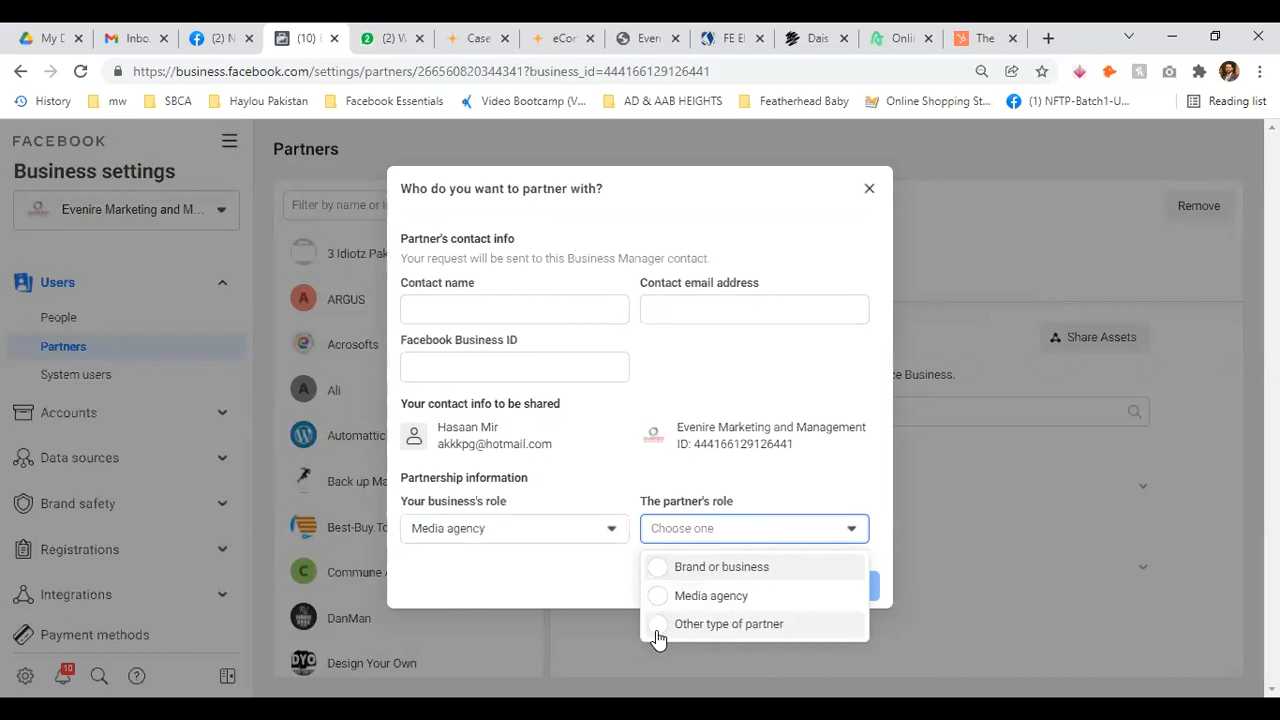 My D
Inbo.
(2) N
(10)
(2) W
Case
eCor
Even
FE El
Dais
Onlin
The
https://business.facebook.com/settings/partners/266560820344341?business_id=444166129126441
History
mw
SBCA
Haylou Pakistan
Facebook Essentials
Video Bootcamp (V...
AD & AAB HEIGHTS
Featherhead Baby
Online Shopping St...
(1) NFTP-Batch1-U...
Reading list
FACEBOOK
Business settings
Evenire Marketing and M...
Users
People
Partners
System users
Accounts
Data sources
Brand safety
Registrations
Integrations
Payment methods
10
Partners
Filter by name or I
Remove
3 Idiotz Pak
ARGUS
Acrosofts
Ali
Automattic
Back up Ma
Best-Buy.To
Commune A
DanMan
Design Your Own
Share Assets
ce Business.
Who do you want to partner with?
Partner's contact info
Your request will be sent to this Business Manager contact.
Contact name
Contact email address
Facebook Business ID
Your contact info to be shared
Hasaan Mir
akkkpg@hotmail.com
Evenire Marketing and Management
ID: 444166129126441
Partnership information
Your business's role
The partner's role
Media agency
Choose one
Brand or business
Media agency
Other type of partner